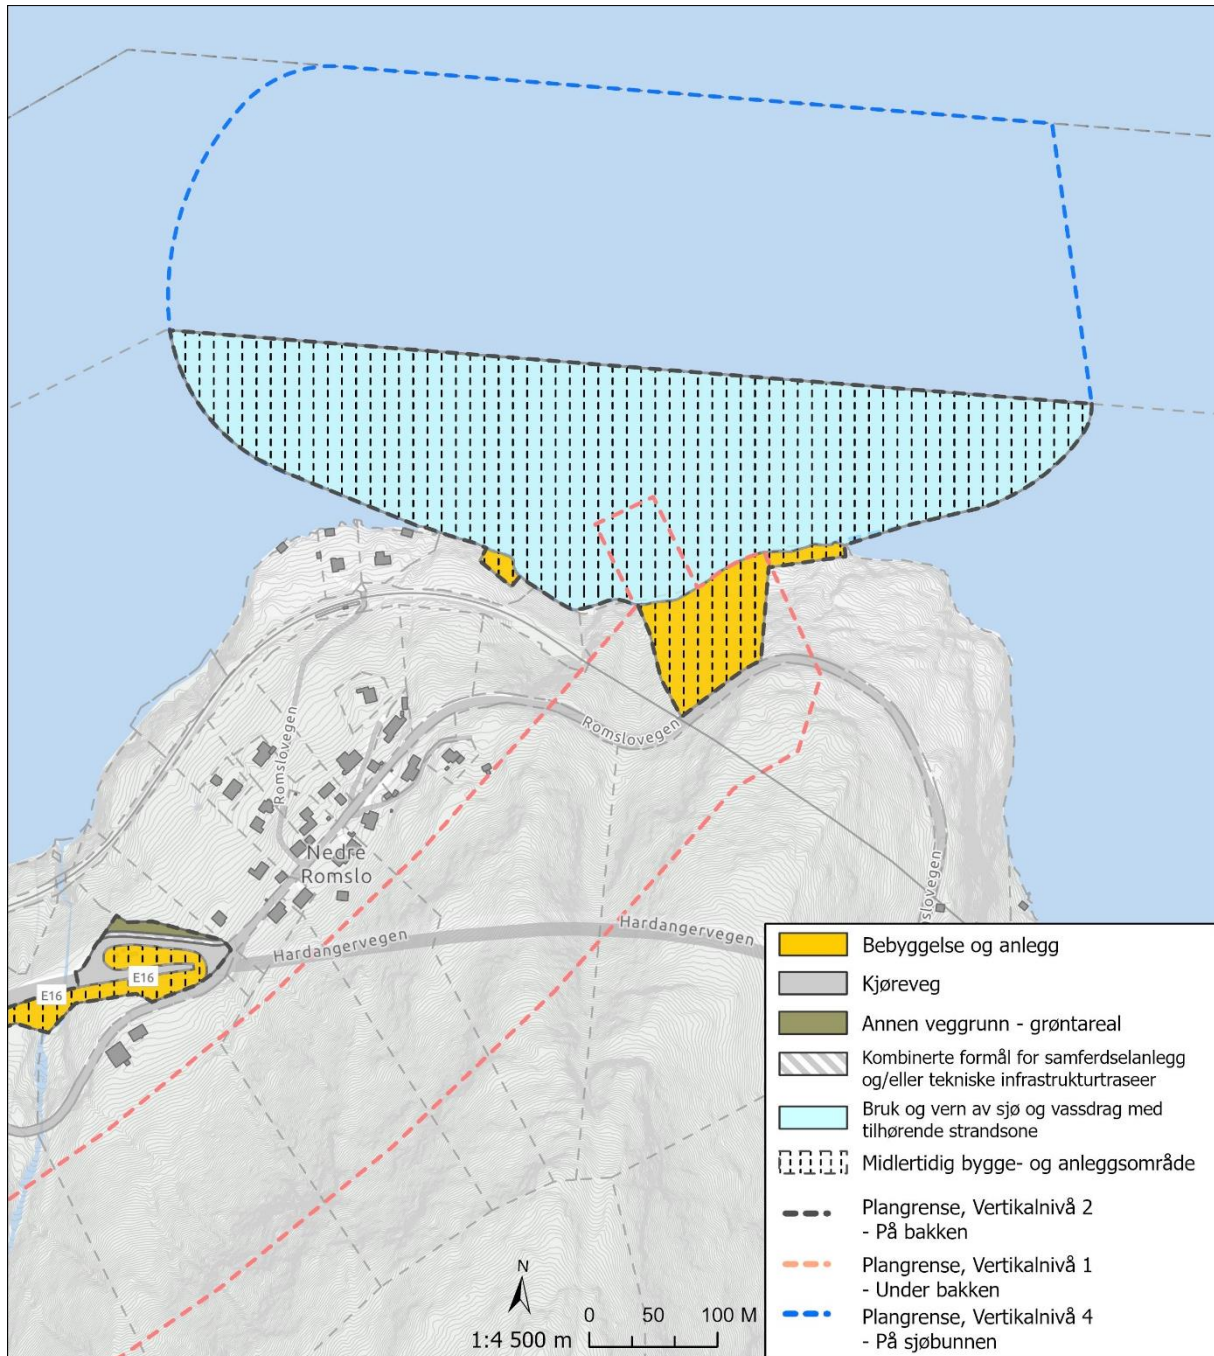 Romslovegen
Romslovegen
Nedre
Romslo
Hardangervegen
Hardangervegen
slovegen
E16
E16
Bebyggelse og anlegg
Kjøreveg
Annen veggrunn - grøntareal
Kombinerte formål for samferdselanlegg
og/eller tekniske infrastrukturtraseer
Bruk og vern av sjø og vassdrag med
tilhørende strandsone
Midlertidig bygge- og anleggsområde
Plangrense, Vertikalnivå 2
- På bakken
Plangrense, Vertikalnivå 1
- Under bakken
Plangrense, Vertikalnivå 4
- På sjøbunnen
N
0 50 100 M
1:4 500 m